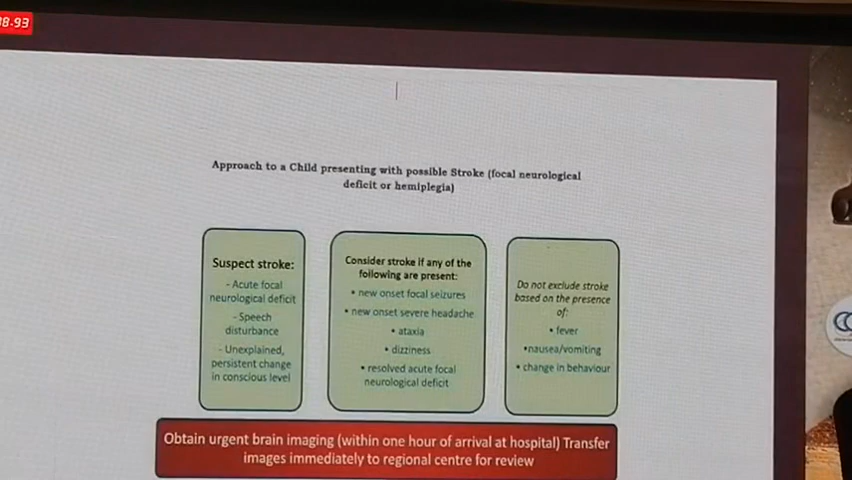 8-93
Approach to a Child presenting with possible Stroke (focal neurological
deficit or hemiplegia)
Suspect stroke:
- Acute focal
neurological deficit
- Speech
disturbance
- Unexplained,
persistent change
in conscious level
Consider stroke if any of the
following are present:
• new onset focal seizures
• new onset severe headache
• ataxia
• dizziness
• resolved acute focal
neurological deficit
Do not exclude stroke
based on the presence
of:
• fever
•nausea/vomiting
• change in behaviour
Obtain urgent brain imaging (within one hour of arrival at hospital) Transfer
images immediately to regional centre for review